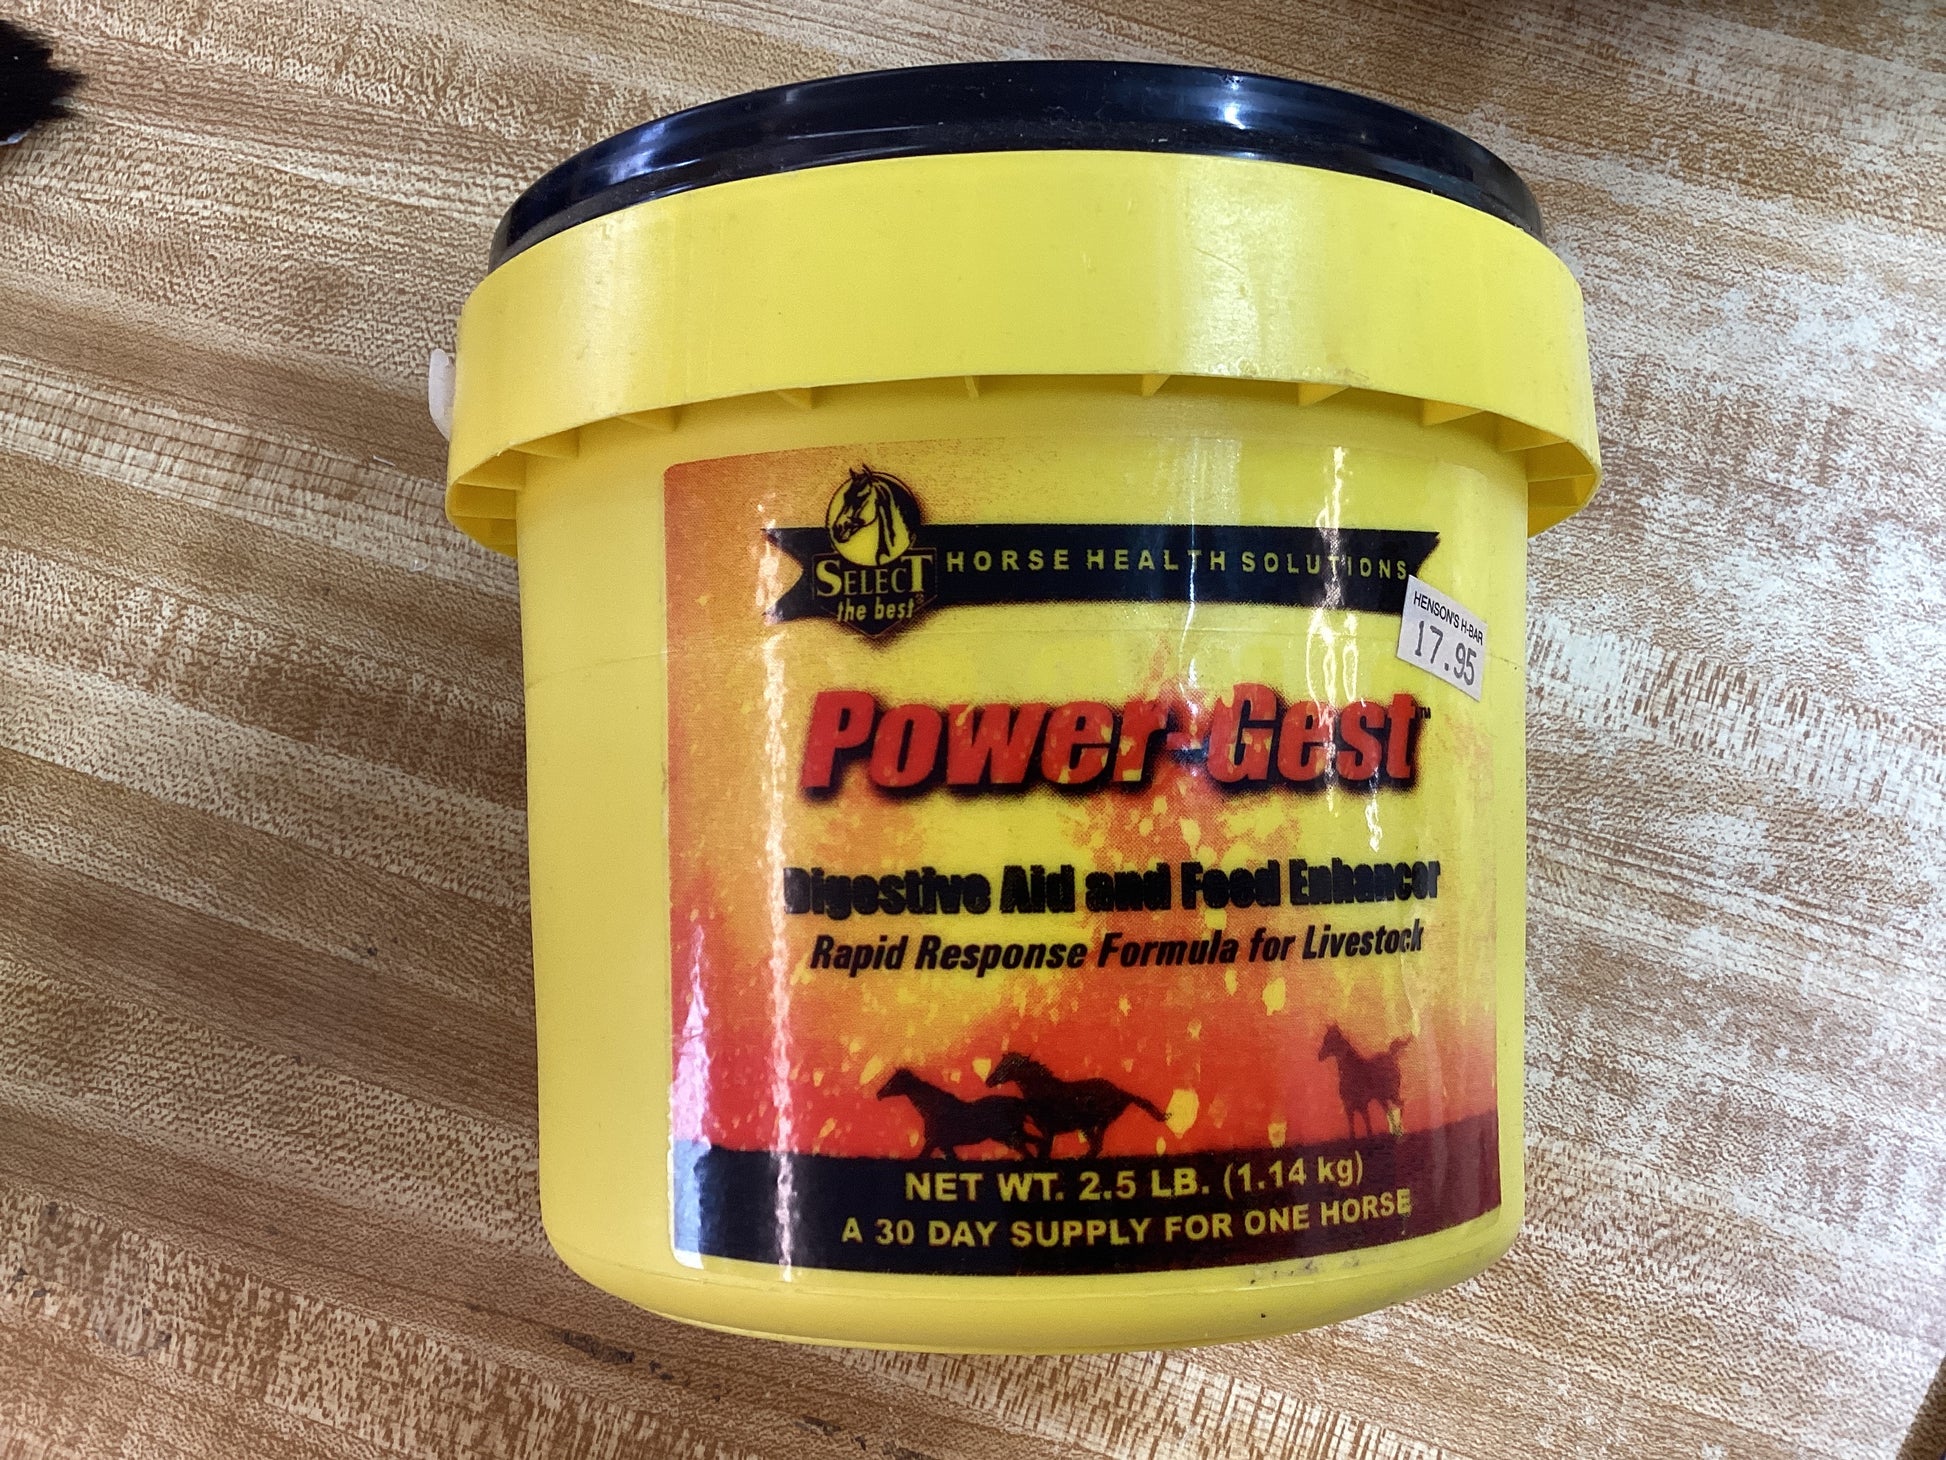 SELECT
the best®
HORSE HEALTH SOLUTIONS
HENSON'S H-BAR
17.95
Power-Gest™
Digestive Aid and Feed Enhancer
Rapid Response Formula for Livestock
NET WT. 2.5 LB. (1.14 kg)
A 30 DAY SUPPLY FOR ONE HORSE